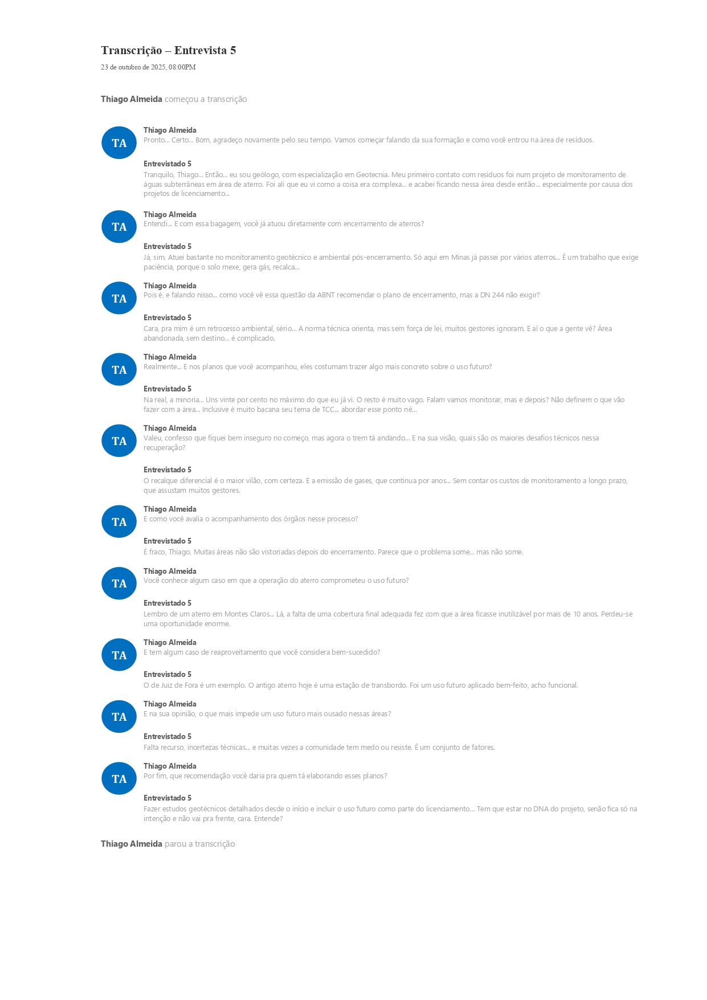 Transcrição – Entrevista 5
23 de outubro de 2025, 08:00PM
Thiago Almeida começou a transcrição
TA
Thiago Almeida
Pronto... Certo... Bom, agradeço novamente pelo seu tempo. Vamos começar falando da sua formação e como você entrou na área de resíduos.
Entrevistado 5
Tranquilo, Thiago... Então... eu sou geólogo, com especialização em Geotecnia. Meu primeiro contato com resíduos foi num projeto de monitoramento de
águas subterrâneas em área de aterro. Foi ali que eu vi como a coisa era complexa... e acabei ficando nessa área desde então... especialmente por causa dos
projetos de licenciamento...
TA
Thiago Almeida
Entendi... E com essa bagagem, você já atuou diretamente com encerramento de aterros?
Entrevistado 5
Já, sim. Atuei bastante no monitoramento geotécnico e ambiental pós-encerramento. Só aqui em Minas já passei por vários aterros... É um trabalho que exige
paciência, porque o solo mexe, gera gás, recalca...
TA
Thiago Almeida
Pois é, e falando nisso... como você vê essa questão da ABNT recomendar o plano de encerramento, mas a DN 244 não exigir?
Entrevistado 5
Cara, pra mim é um retrocesso ambiental, sério... A norma técnica orienta, mas sem força de lei, muitos gestores ignoram. E aí o que a gente vê? Área
abandonada, sem destino... é complicado.
TA
Thiago Almeida
Realmente... E nos planos que você acompanhou, eles costumam trazer algo mais concreto sobre o uso futuro?
Entrevistado 5
Na real, a minoria... Uns vinte por cento no máximo do que eu já vi. O resto é muito vago. Falam vamos monitorar, mas e depois? Não definem o que vão
fazer com a área... Inclusive é muito bacana seu tema de TCC... abordar esse ponto né...
TA
Thiago Almeida
Valeu, confesso que fiquei bem inseguro no começo, mas agora o trem tá andando... E na sua visão, quais são os maiores desafios técnicos nessa
recuperação?
Entrevistado 5
O recalque diferencial é o maior vilão, com certeza. E a emissão de gases, que continua por anos... Sem contar os custos de monitoramento a longo prazo,
que assustam muitos gestores.
TA
Thiago Almeida
E como você avalia o acompanhamento dos órgãos nesse processo?
Entrevistado 5
É fraco, Thiago. Muitas áreas não são vistoriadas depois do encerramento. Parece que o problema some... mas não some.
TA
Thiago Almeida
Você conhece algum caso em que a operação do aterro comprometeu o uso futuro?
Entrevistado 5
Lembro de um aterro em Montes Claros... Lá, a falta de uma cobertura final adequada fez com que a área ficasse inutilizável por mais de 10 anos. Perdeu-se
uma oportunidade enorme.
TA
Thiago Almeida
E tem algum caso de reaproveitamento que você considera bem-sucedido?
Entrevistado 5
O de Juiz de Fora é um exemplo. O antigo aterro hoje é uma estação de transbordo. Foi um uso futuro aplicado bem-feito, acho funcional.
TA
Thiago Almeida
E na sua opinião, o que mais impede um uso futuro mais ousado nessas áreas?
Entrevistado 5
Falta recurso, incertezas técnicas... e muitas vezes a comunidade tem medo ou resiste. É um conjunto de fatores.
TA
Thiago Almeida
Por fim, que recomendação você daria pra quem tá elaborando esses planos?
Entrevistado 5
Fazer estudos geotécnicos detalhados desde o início e incluir o uso futuro como parte do licenciamento... Tem que estar no DNA do projeto, senão fica só na
intenção e não vai pra frente, cara. Entende?
Thiago Almeida parou a transcrição